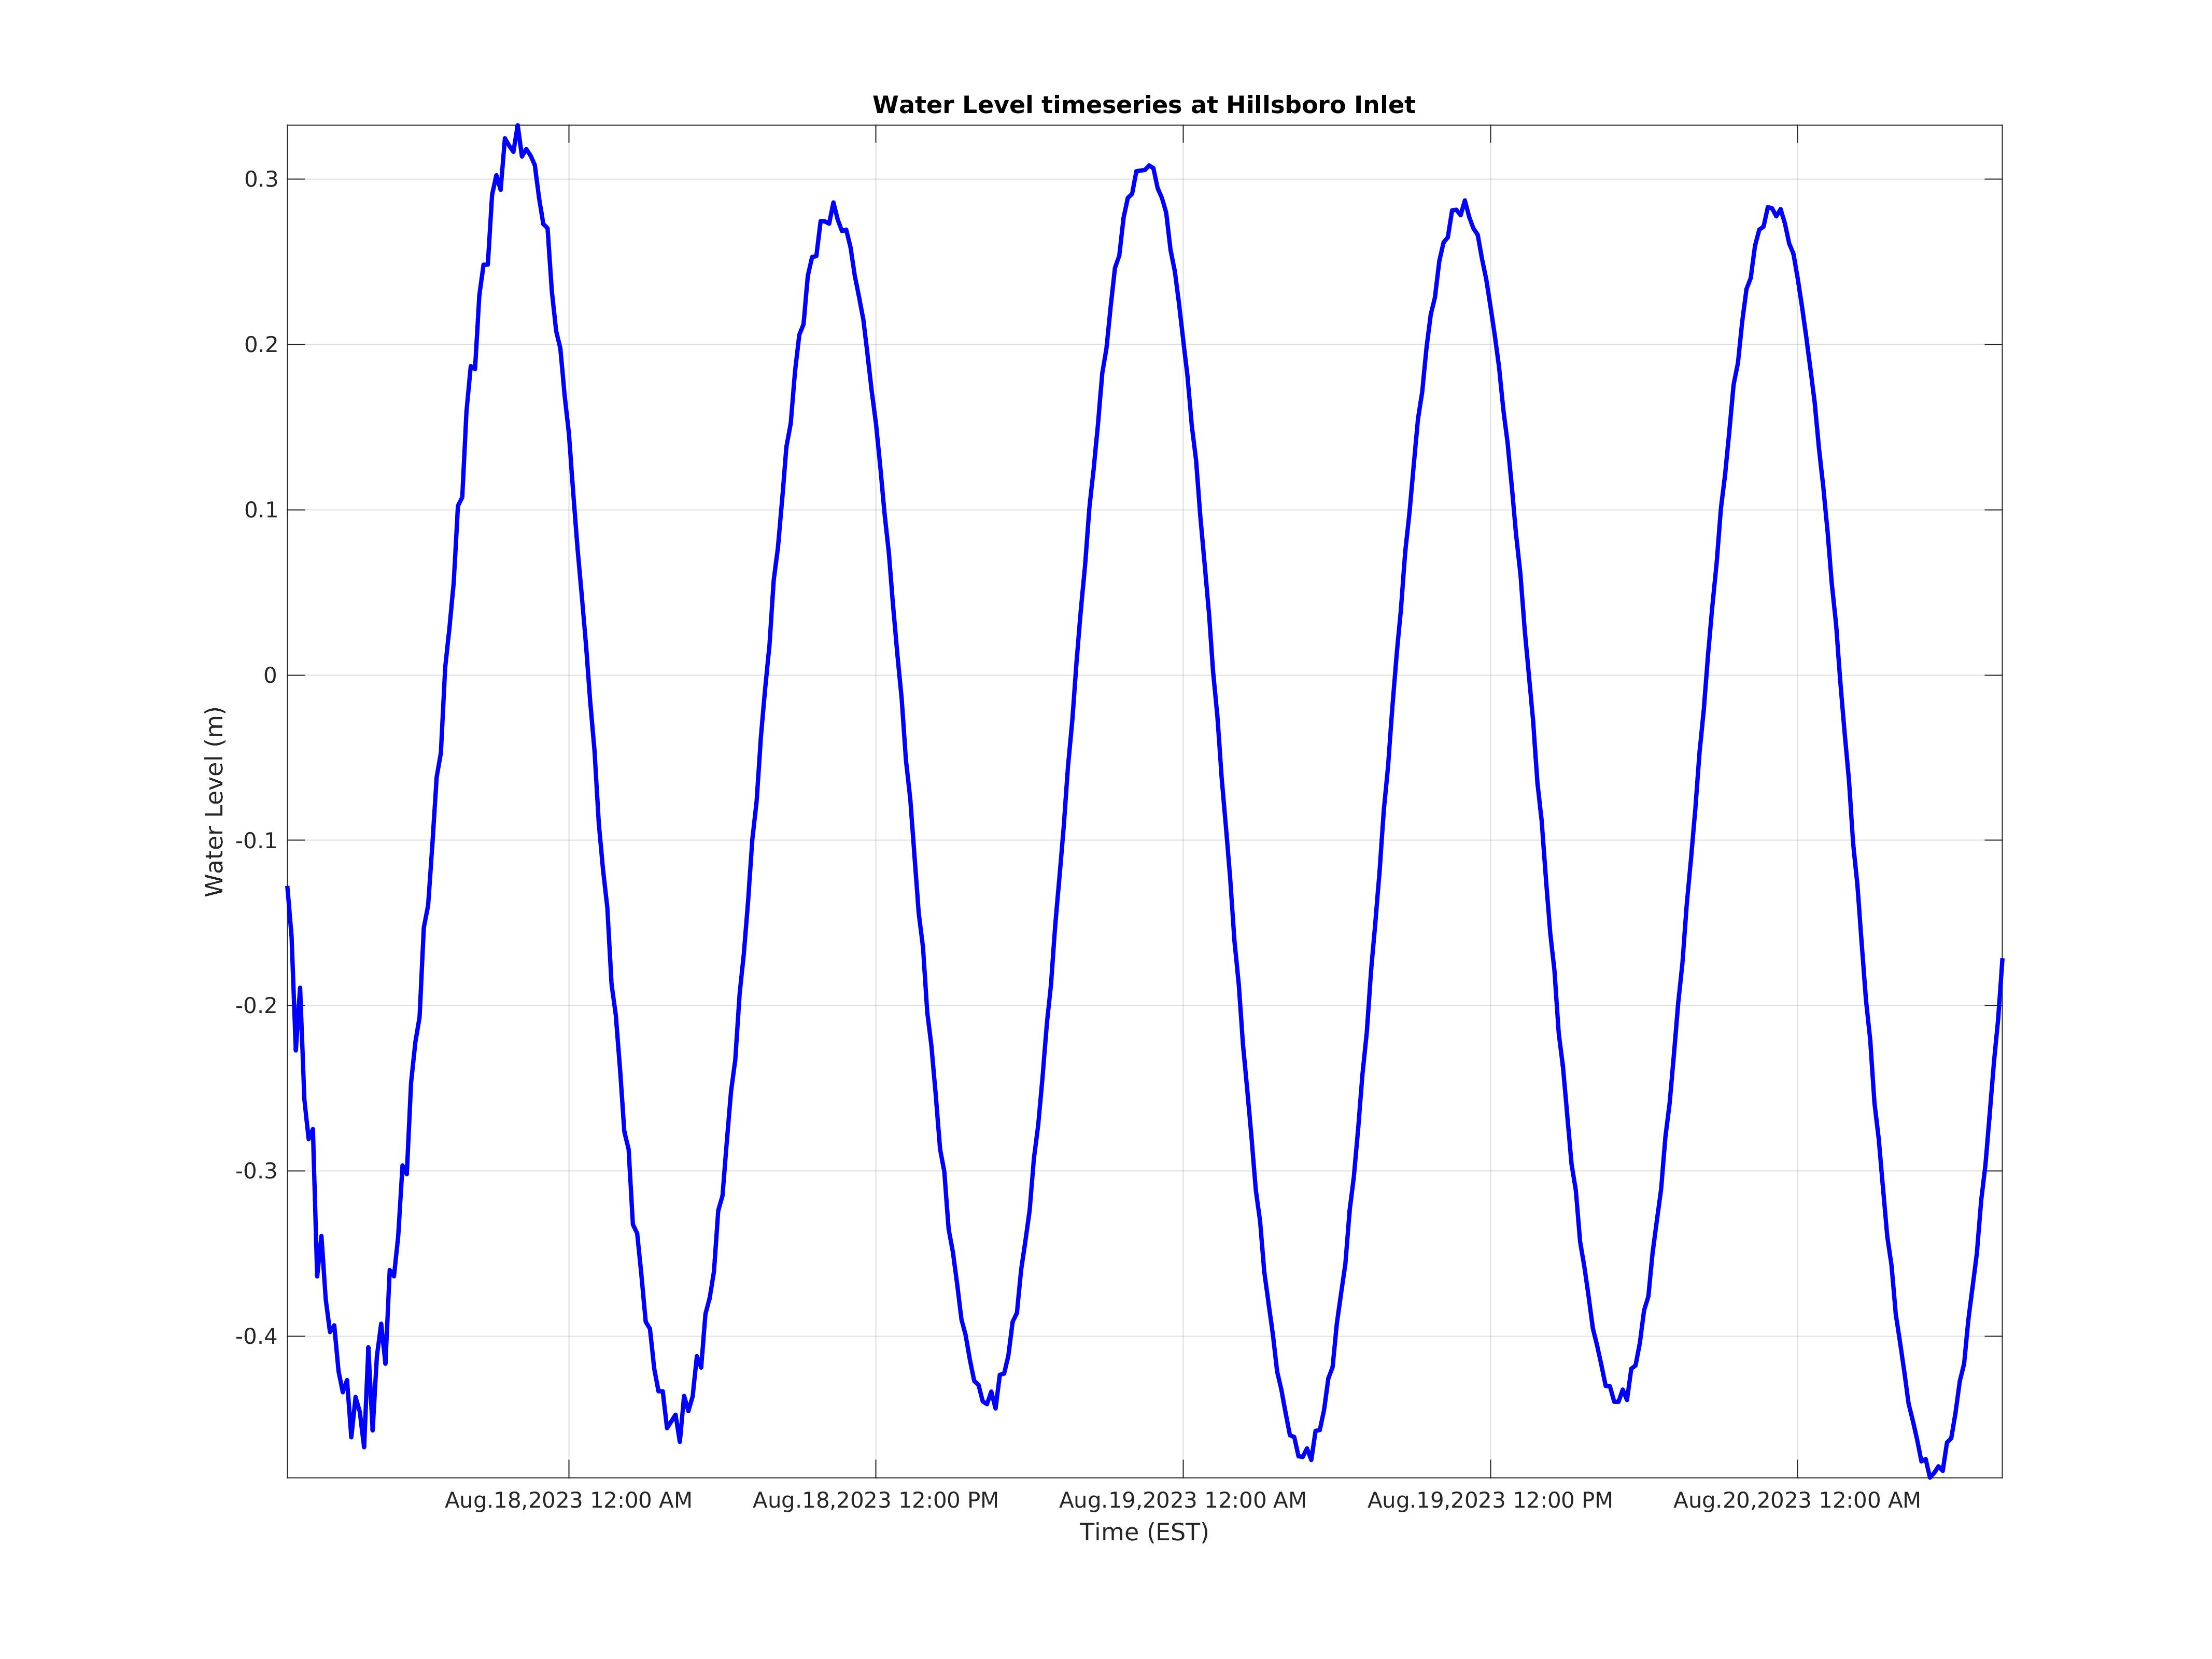 Water Level timeseries at Hillsboro Inlet
0.3
0.2
0.1
0
-0.1
-0.2
-0.3
-0.4
Water Level (m)
Aug.18,2023 12:00 AM Aug.18,2023 12:00 PM Aug.19,2023 12:00 AM Aug.19,2023 12:00 PM Aug.20,2023 12:00 AM
Time (EST)